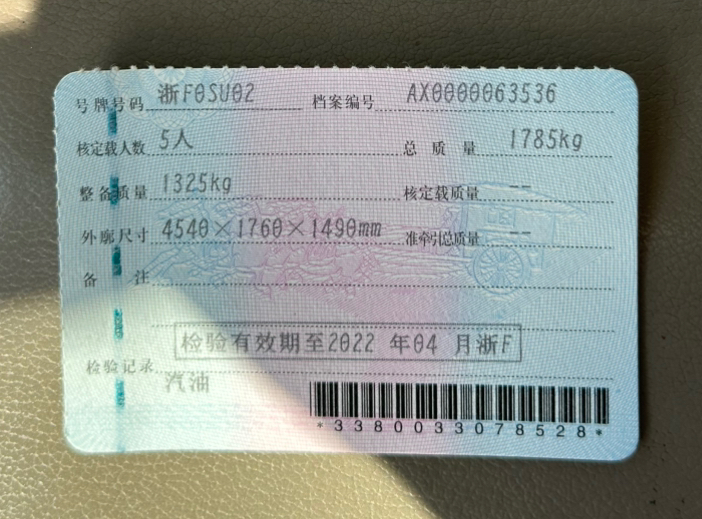 号牌号码 浙F0SU02 档案编号 AX0000063536
核定载人数 5人 总质量 1785kg
整备质量 1325kg 核定载质量 --
外廓尺寸 4540×1760×1490mm 准牵引总质量 --
备注
检验有效期至2022 年04 月浙F
检验记录
汽油
*3380033078528*